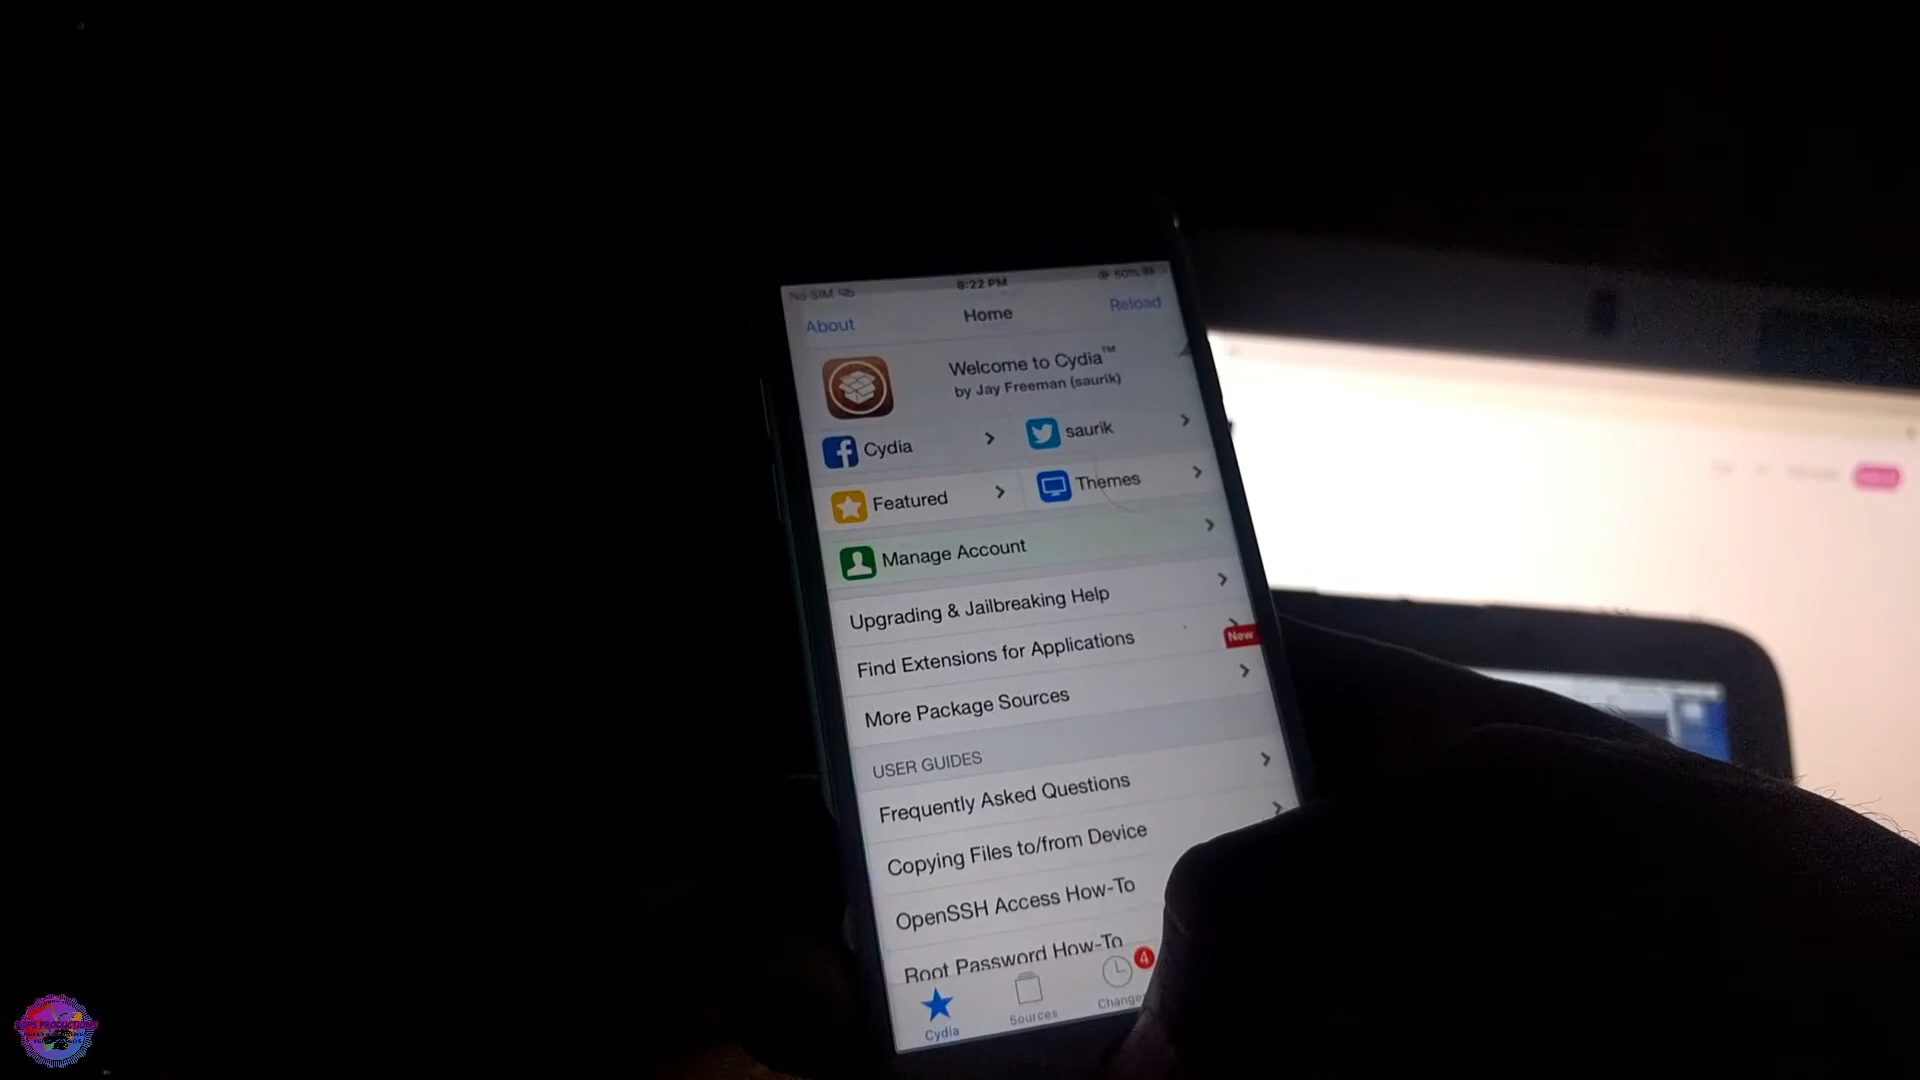 No SIM
8:22 PM
60%
About
Home
Reload
Welcome to Cydia™
by Jay Freeman (saurik)
Cydia
saurik
Featured
Themes
Manage Account
Upgrading & Jailbreaking Help
Find Extensions for Applications
New
More Package Sources
USER GUIDES
Frequently Asked Questions
Copying Files to/from Device
OpenSSH Access How-To
Root Password How-To
4
Cydia
Sources
Change